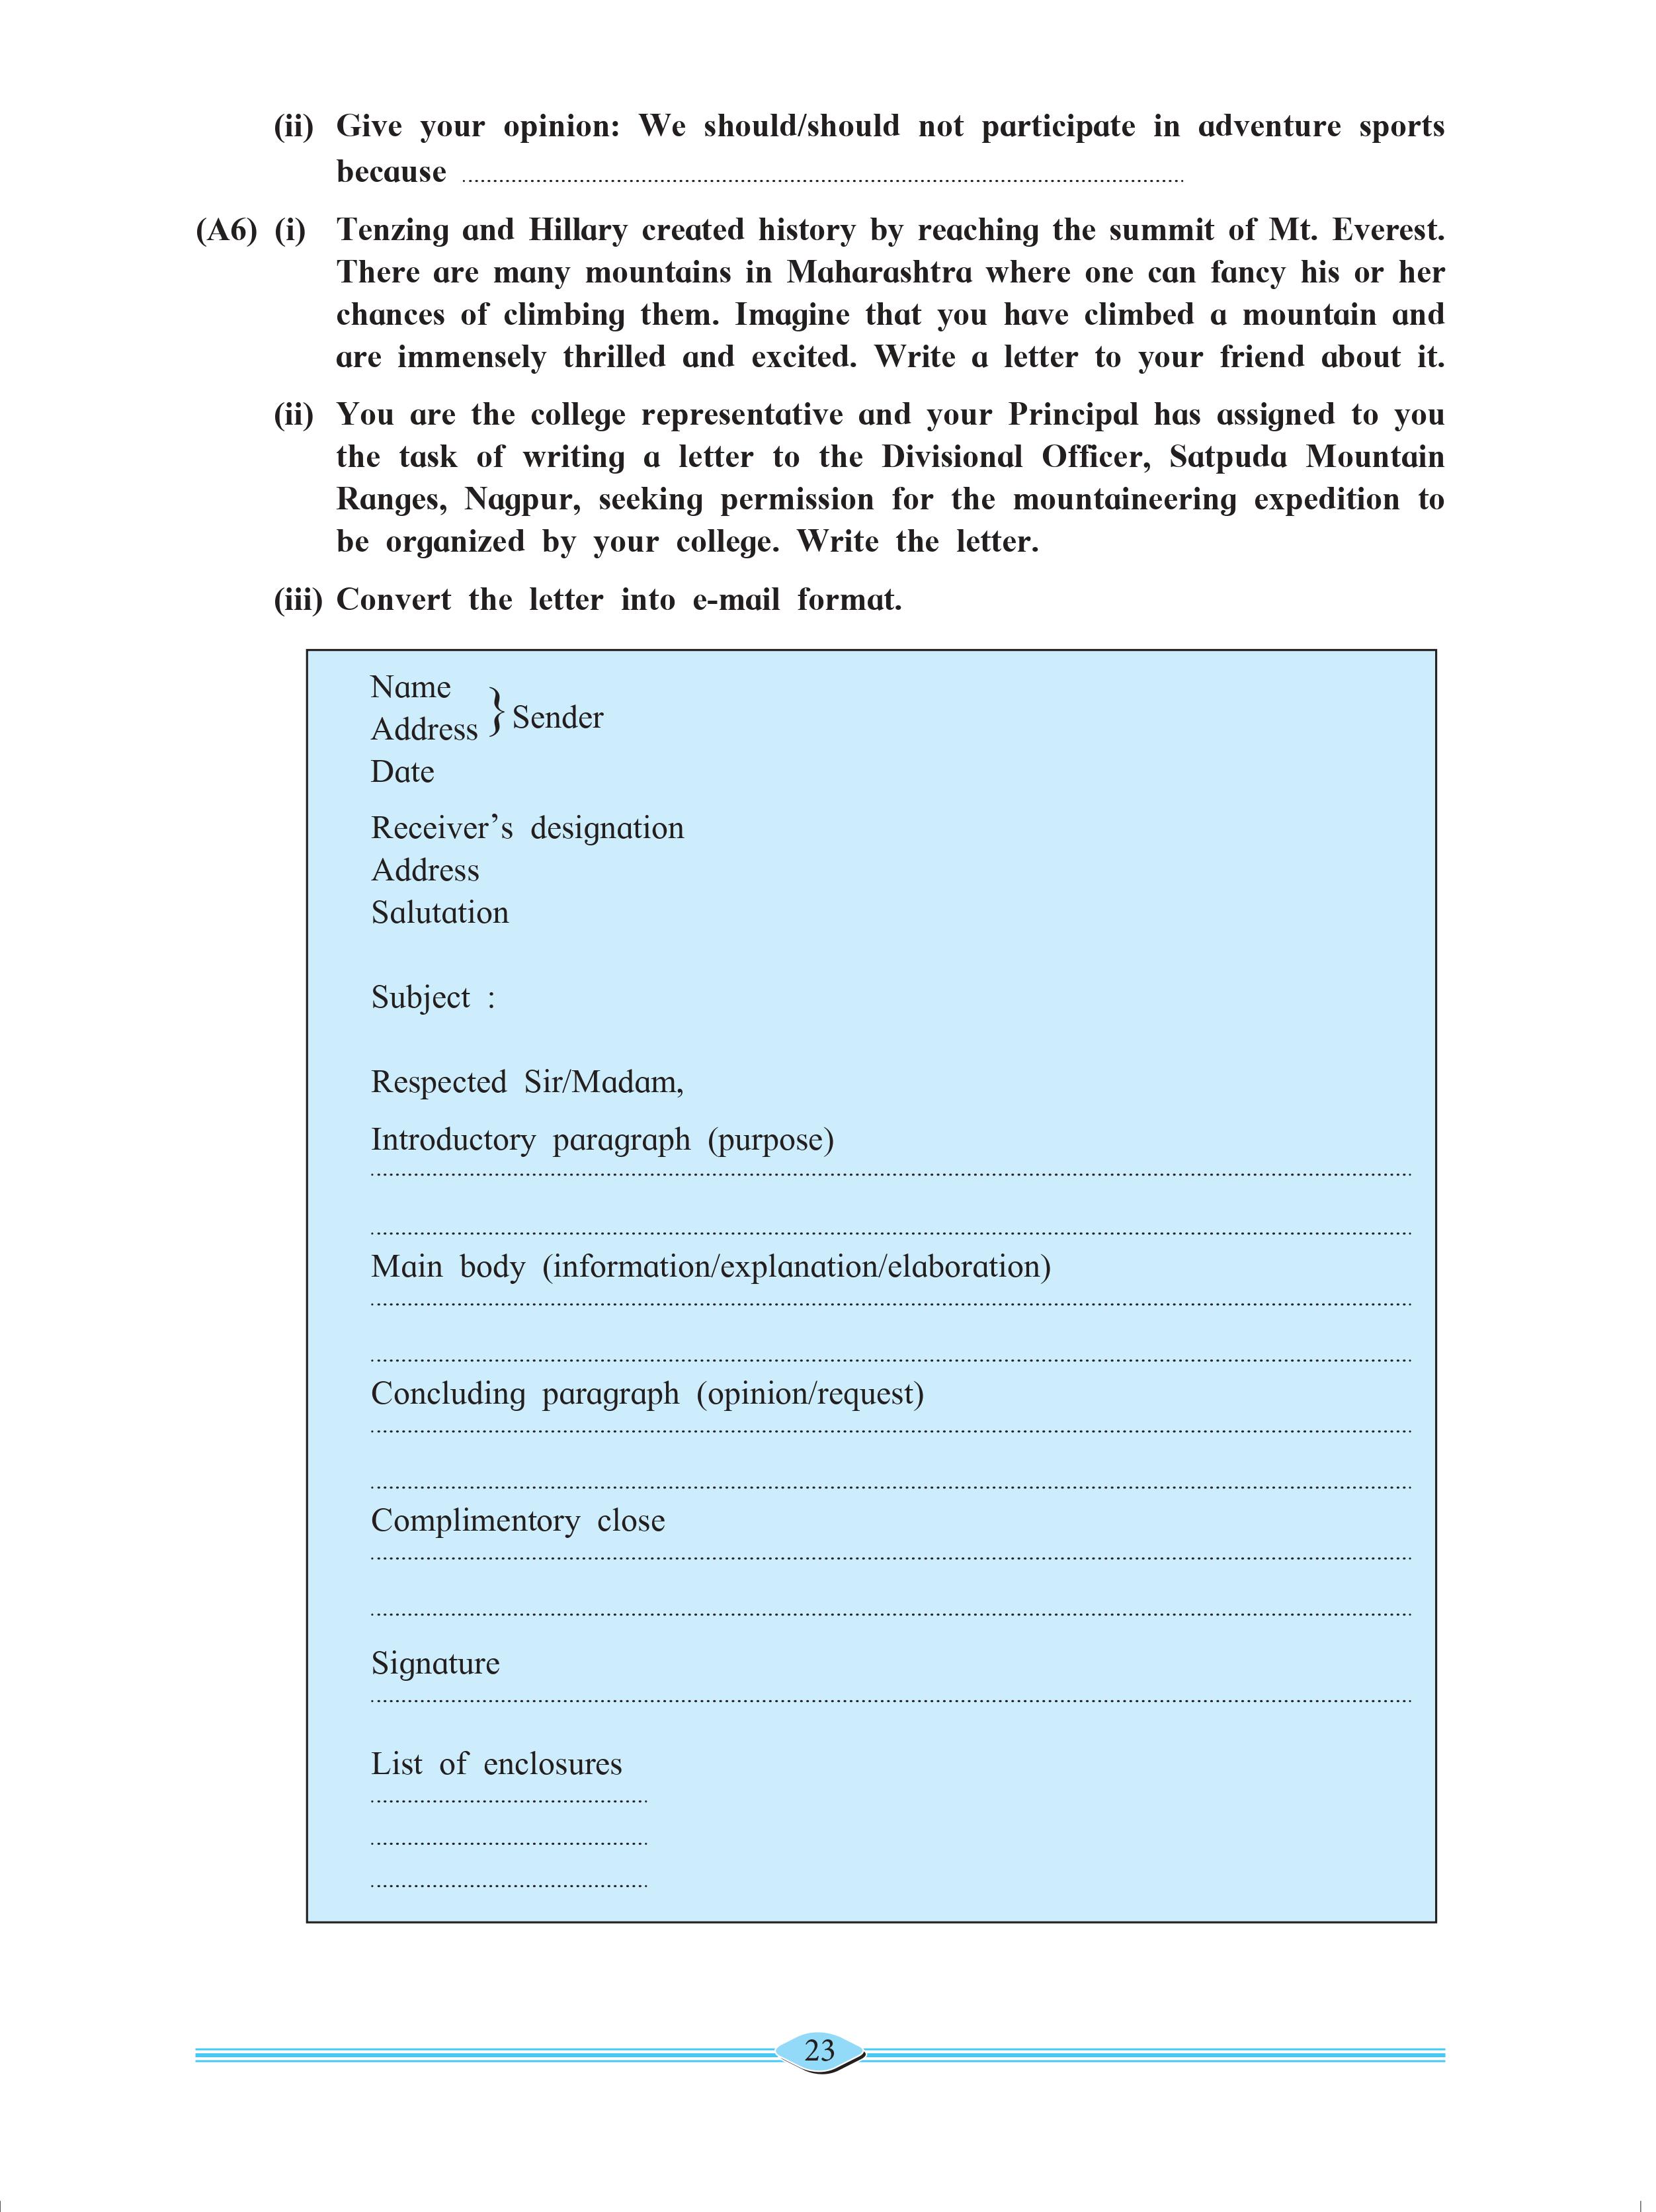 (ii) Give your opinion: We should/should not participate in adventure sports
because ........................................
(A6) (i) Tenzing and Hillary created history by reaching the summit of Mt. Everest.
There are many mountains in Maharashtra where one can fancy his or her
chances of climbing them. Imagine that you have climbed a mountain and
are immensely thrilled and excited. Write a letter to your friend about it.
(ii) You are the college representative and your Principal has assigned to you
the task of writing a letter to the Divisional Officer, Satpuda Mountain
Ranges, Nagpur, seeking permission for the mountaineering expedition to
be organized by your college. Write the letter.
(iii) Convert the letter into e-mail format.
Name
Address } Sender
Date
Receiver’s designation
Address
Salutation
Subject :
Respected Sir/Madam,
Introductory paragraph (purpose)
Main body (information/explanation/elaboration)
Concluding paragraph (opinion/request)
Complimentory close
Signature
List of enclosures
23